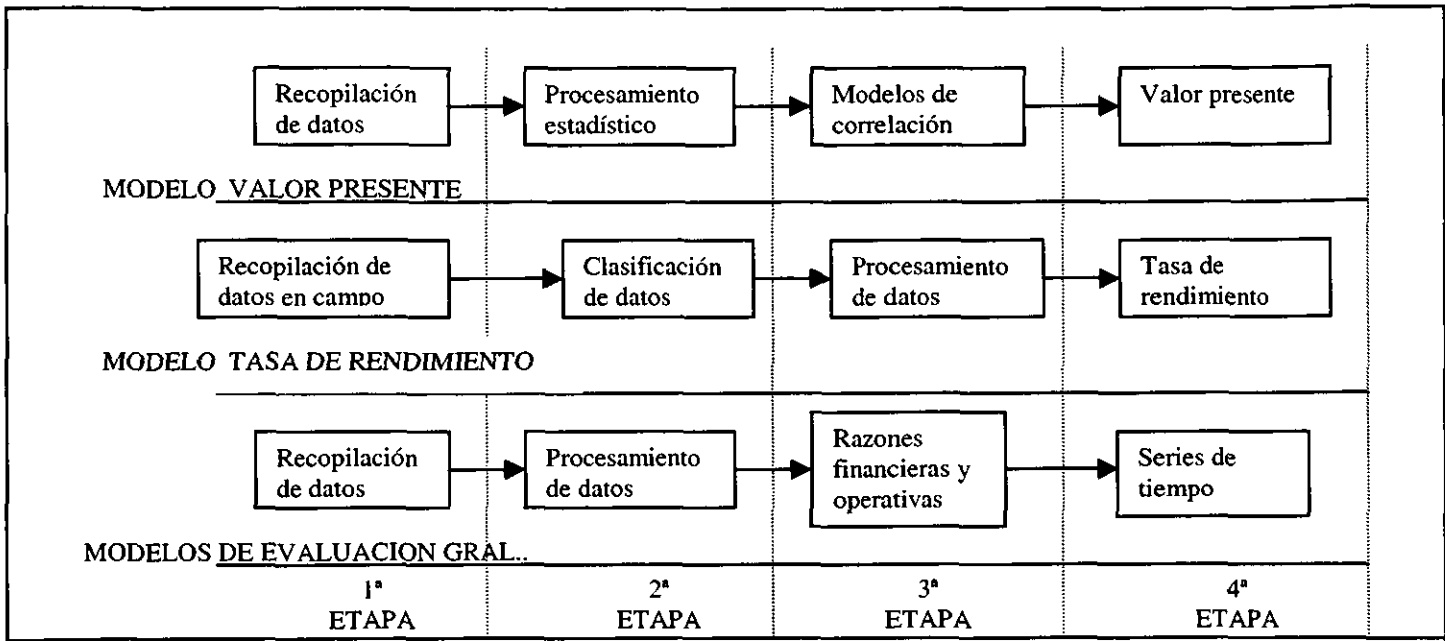 Recopilación
de datos
Procesamiento
estadístico
Modelos de
correlación
Valor presente
MODELO VALOR PRESENTE
Recopilación de
datos en campo
Clasificación
de datos
Procesamiento
de datos
Tasa de
rendimiento
MODELO TASA DE RENDIMIENTO
Recopilación
de datos
Procesamiento
de datos
Razones
financieras y
operativas
Series de
tiempo
MODELOS DE EVALUACION GRAL..
1ª
ETAPA
2ª
ETAPA
3ª
ETAPA
4ª
ETAPA